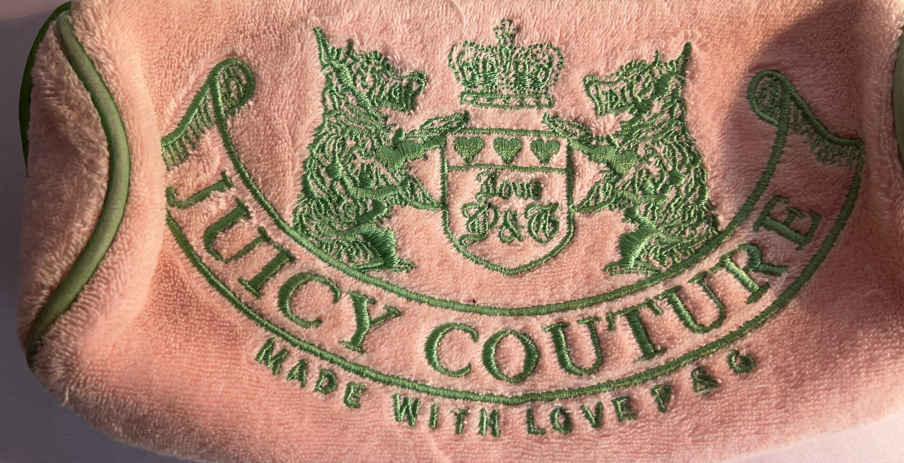 Love
P&G
JUICY COUTURE
MADE WITH LOVE P & G